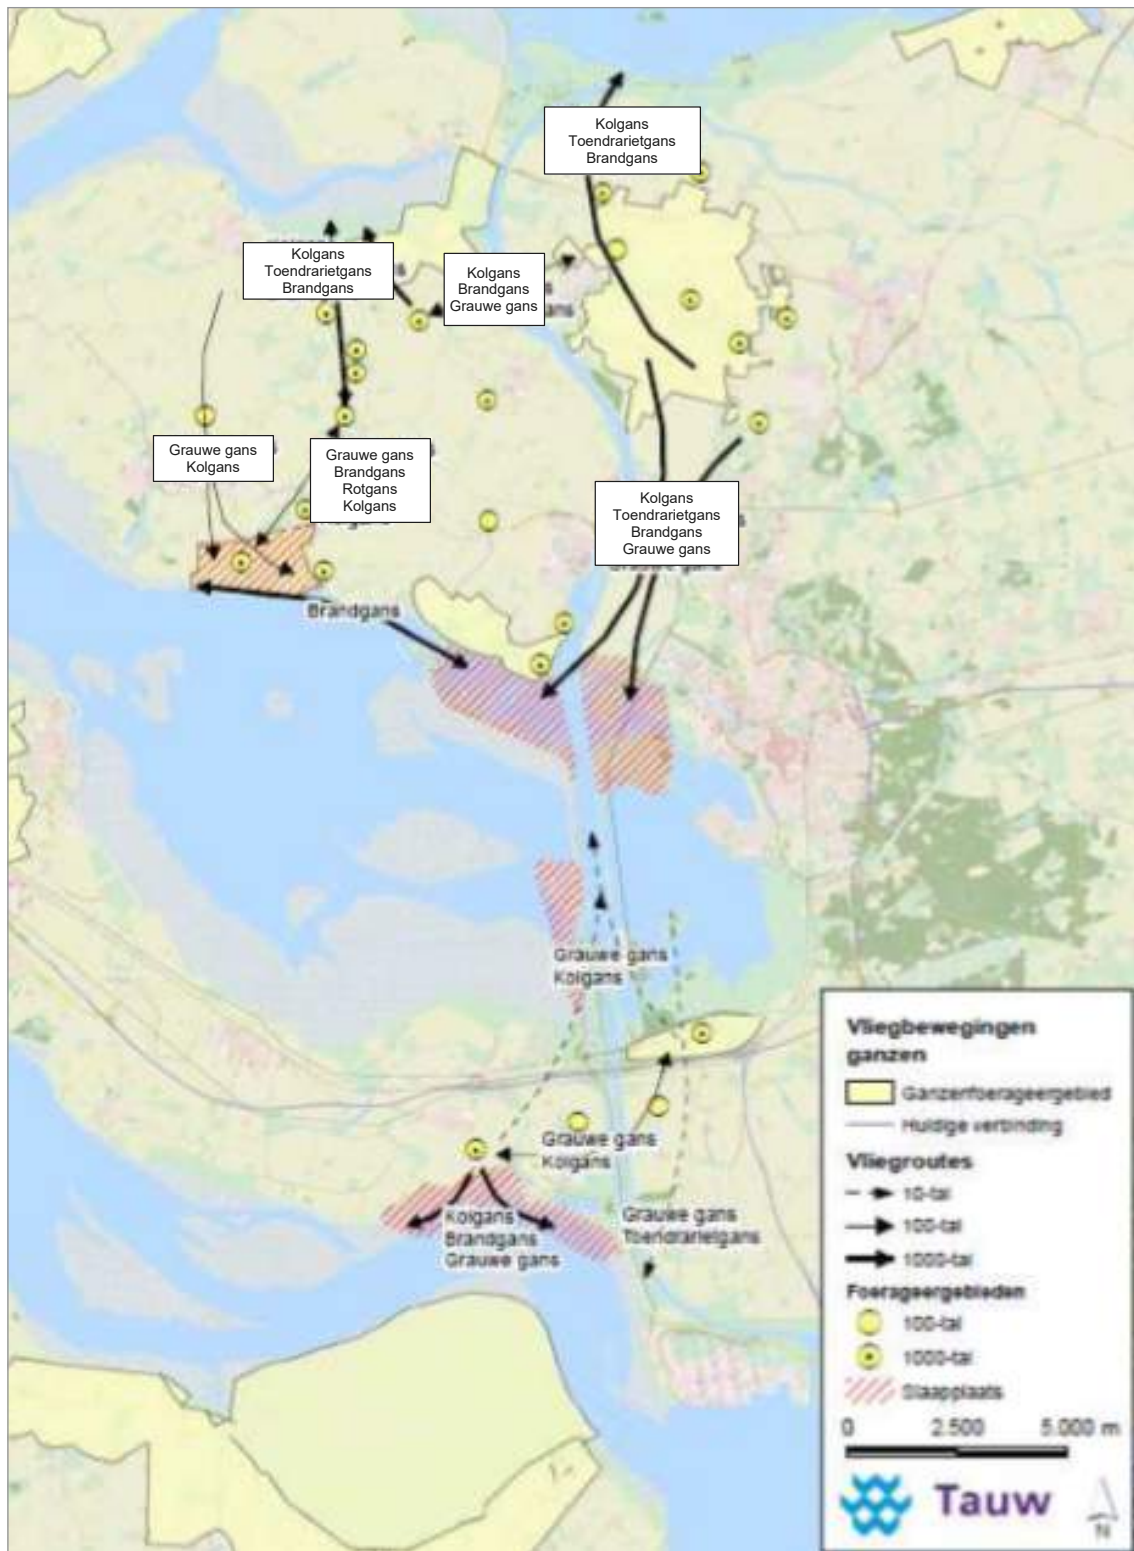 Kolgans
Toendrarietgans
Brandgans
Kolgans
Toendrarietgans
Brandgans
Kolgans
Brandgans
Grauwe gans
Grauwe gans
Kolgans
Grauwe gans
Brandgans
Rotgans
Kolgans
Kolgans
Toendrarietgans
Brandgans
Grauwe gans
Brandgans
Grauwe gans
Kolgans
Grauwe gans
Kolgans
Kolgans
Brandgans
Grauwe gans
Grauwe gans
Toendrarietgans
Vliegbewegingen
ganzen
Ganzenfoerageergebied
Huidige verbinding
Vliegroutes
10-tal
100-tal
1000-tal
Foerageergebieden
100-tal
1000-tal
Slaapplaats
0 2.500 5.000 m
Tauw
N